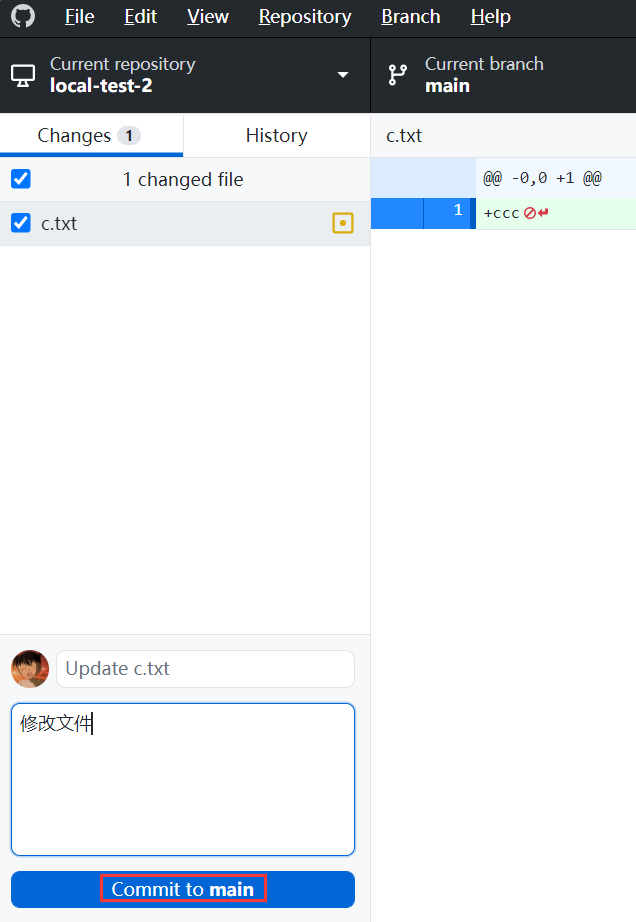 File Edit View Repository Branch Help
Current repository
local-test-2
Current branch
main
Changes 1 History
1 changed file
c.txt
c.txt
@@ -0,0 +1 @@
1 +ccc
Update c.txt
修改文件
Commit to main